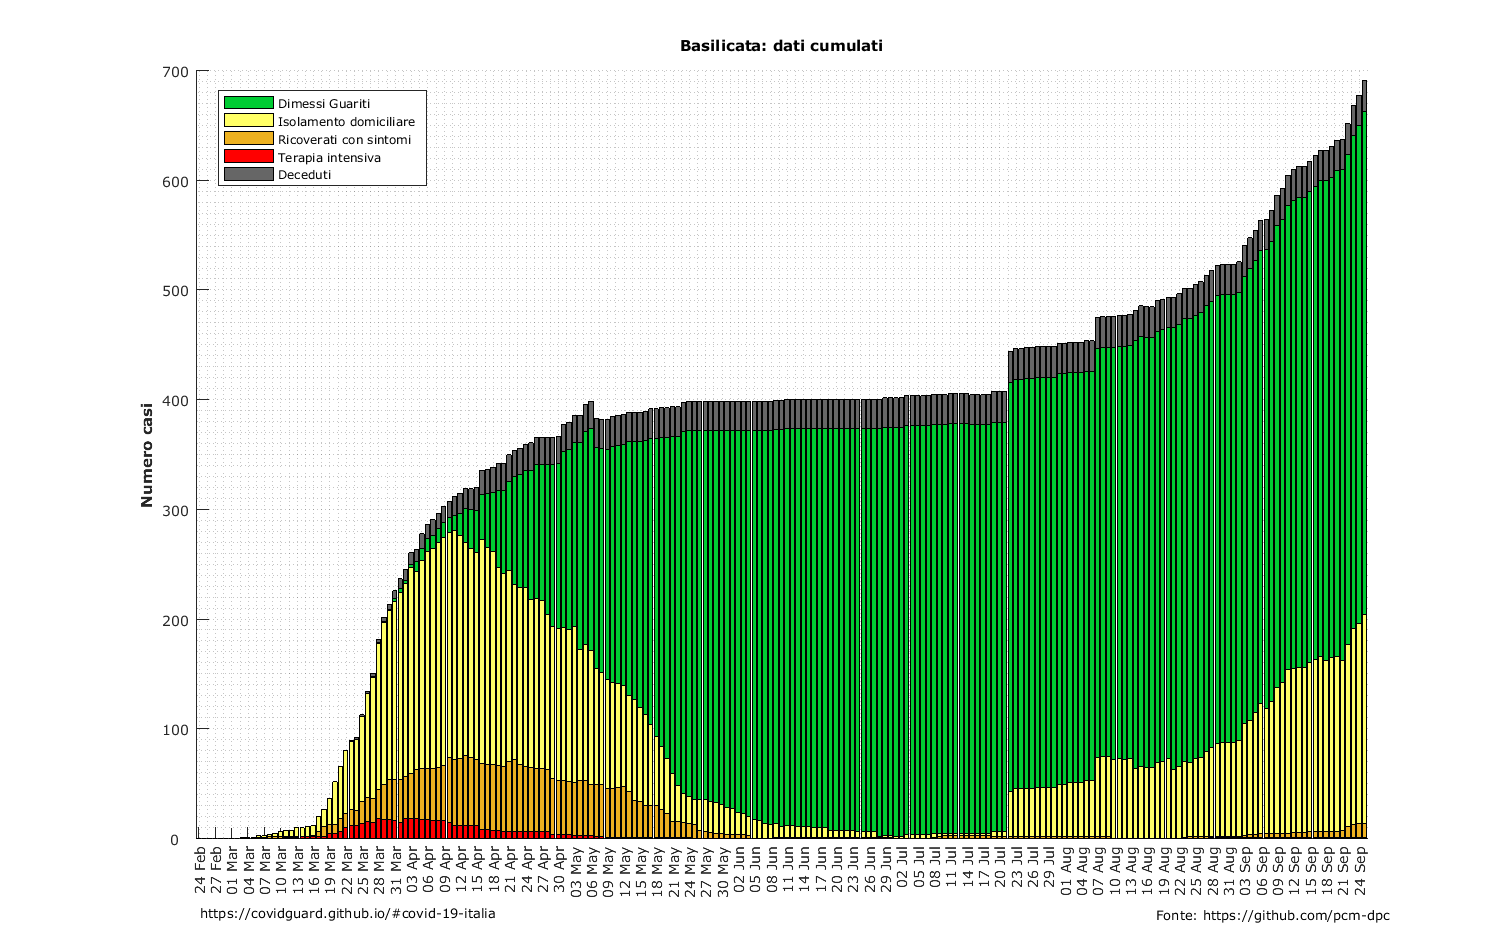 Basilicata: dati cumulati
Dimessi Guariti
Isolamento domiciliare
Ricoverati con sintomi
Terapia intensiva
Deceduti
Numero casi
700
600
500
400
300
200
100
0
24 Feb
27 Feb
01 Mar
04 Mar
07 Mar
10 Mar
13 Mar
16 Mar
19 Mar
22 Mar
25 Mar
28 Mar
31 Mar
03 Apr
06 Apr
09 Apr
12 Apr
15 Apr
18 Apr
21 Apr
24 Apr
27 Apr
30 Apr
03 May
06 May
09 May
12 May
15 May
18 May
21 May
24 May
27 May
30 May
02 Jun
05 Jun
08 Jun
11 Jun
14 Jun
17 Jun
20 Jun
23 Jun
26 Jun
29 Jun
02 Jul
05 Jul
08 Jul
11 Jul
14 Jul
17 Jul
20 Jul
23 Jul
26 Jul
29 Jul
01 Aug
04 Aug
07 Aug
10 Aug
13 Aug
16 Aug
19 Aug
22 Aug
25 Aug
28 Aug
31 Aug
03 Sep
06 Sep
09 Sep
12 Sep
15 Sep
18 Sep
21 Sep
24 Sep
https://covidguard.github.io/#covid-19-italia
Fonte: https://github.com/pcm-dpc